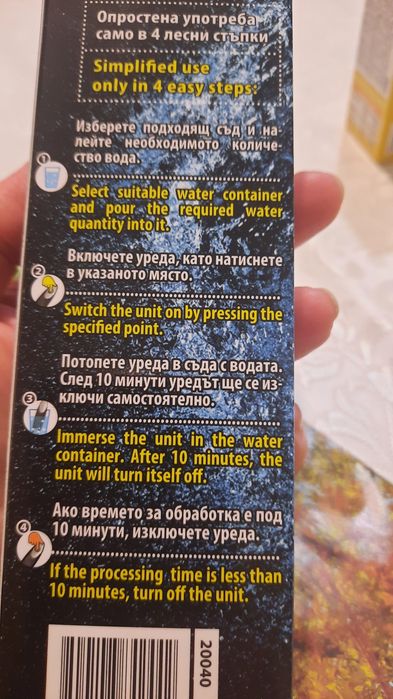 Опростена употреба
само в 4 лесни стъпки
Simplified use
only in 4 easy steps:
Изберете подходящ съд и на-
лейте необходимото количе-
ство вода.
1
Select suitable water container
and pour the required water
quantity into it.
Включете уреда, като натиснете
в указаното място.
2
Switch the unit on by pressing the
specified point.
Потопете уреда в съда с водата.
След 10 минути уредът ще се из-
ключи самостоятелно.
3
Immerse the unit in the water
container. After 10 minutes, the
unit will turn itself off.
Ако времето за обработка е под
10 минути, изключете уреда.
4
If the processing time is less than
10 minutes, turn off the unit.
20040